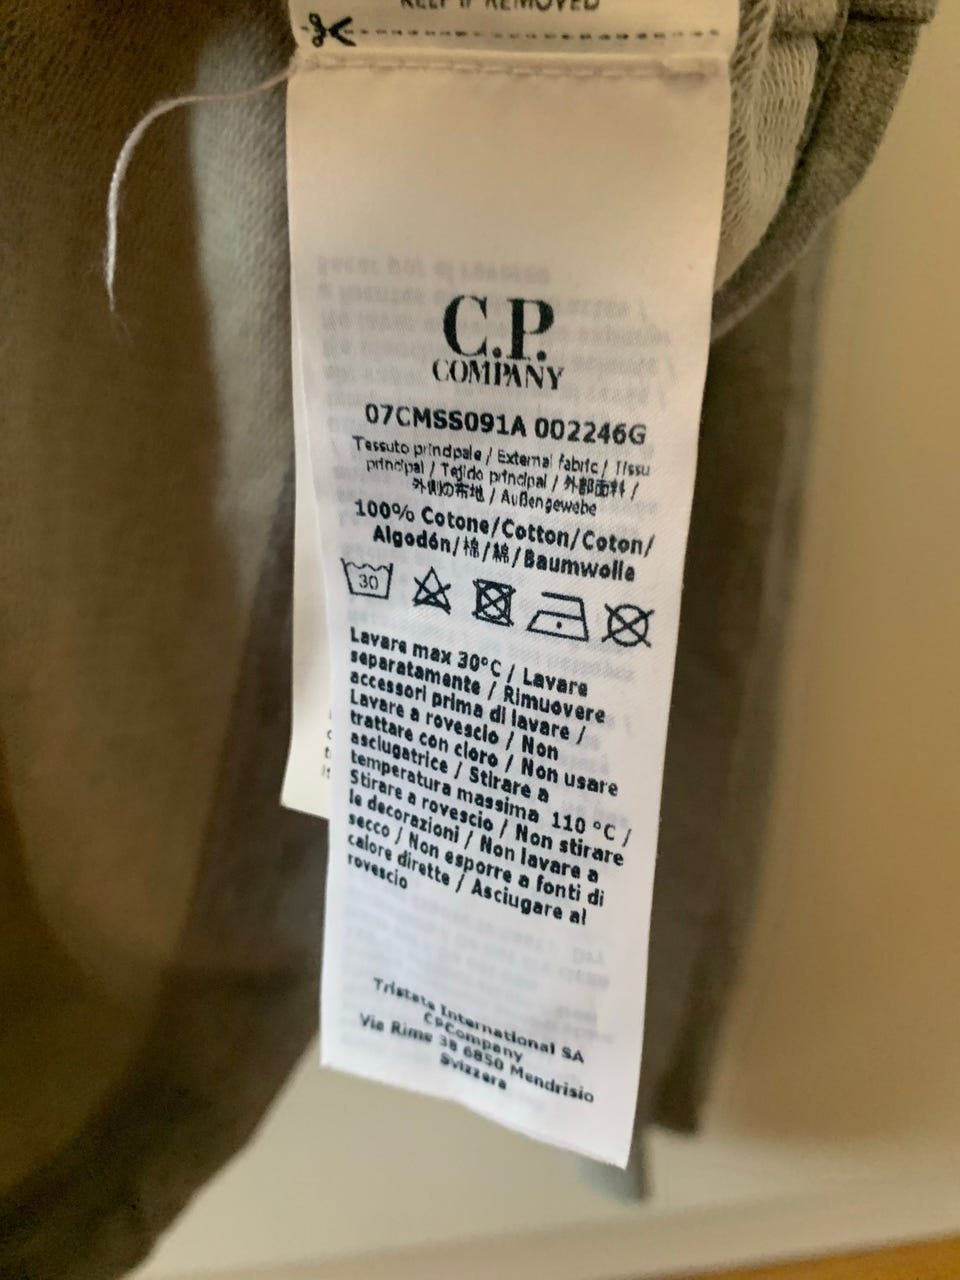 KEEP IF REMOVED
C.P.
COMPANY
07CMSS091A 002246G
Tessuto principale / External fabric / Tissu
principal / Tejido principal / 外部面料 /
外側の布地 / Außengewebe
100% Cotone/Cotton/Coton/
Algodón/棉/綿/Baumwolle
30
Lavare max 30°C / Lavare
separatamente / Rimuovere
accessori prima di lavare /
Lavare a rovescio / Non
trattare con cloro / Non usare
asciugatrice / Stirare a
temperatura massima 110 °C /
Stirare a rovescio / Non stirare
le decorazioni / Non lavare a
secco / Non esporre a fonti di
calore dirette / Asciugare al
rovescio
Tristate International SA
CPCompany
Via Rime 38 6850 Mendrisio
Svizzera